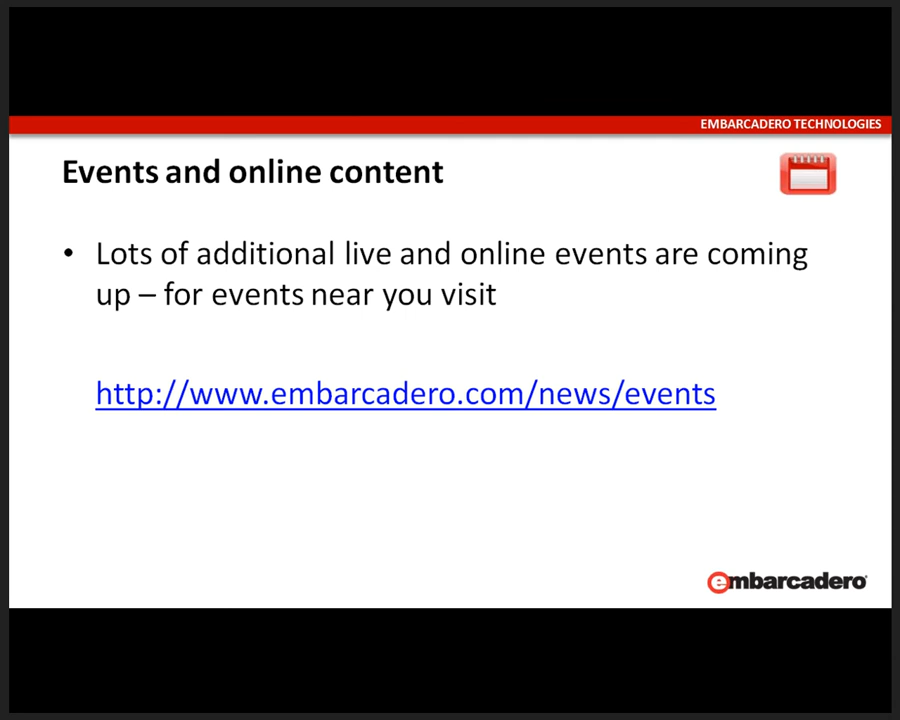 EMBARCADERO TECHNOLOGIES
Events and online content
• Lots of additional live and online events are coming
up – for events near you visit
http://www.embarcadero.com/news/events
embarcadero